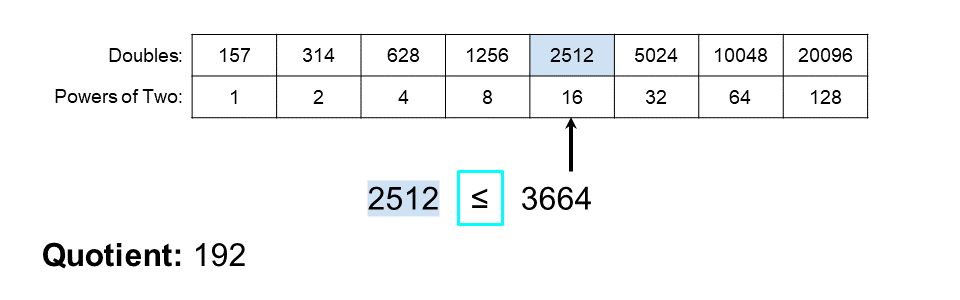 Doubles: 157 314 628 1256 2512 5024 10048 20096
Powers of Two: 1 2 4 8 16 32 64 128
2512 ≤ 3664
Quotient: 192